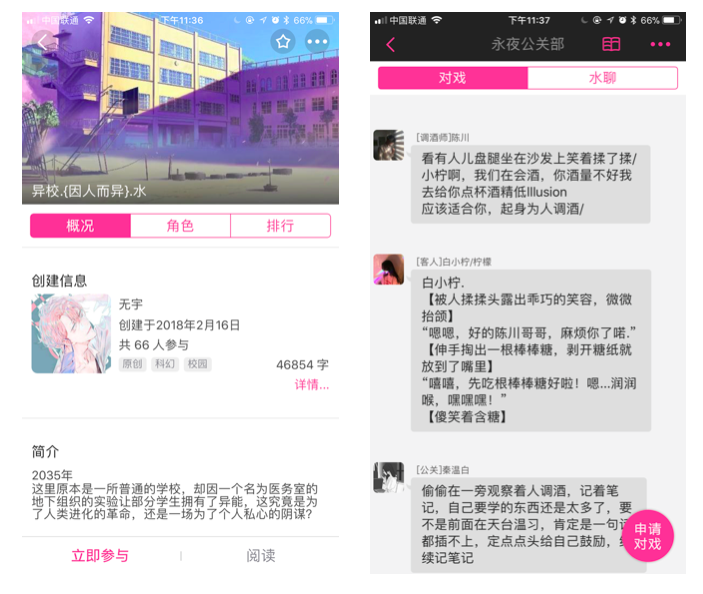 中国联通 下午11:36 66%
异校.{因人而异}.水
概况 角色 排行
创建信息
无宇
创建于2018年2月16日
共 66 人参与
原创 科幻 校园
46854 字
详情...
简介
2035年
这里原本是一所普通的学校，却因一个名为医务室的
地下组织的实验让部分学生拥有了异能，这究竟是为
了人类进化的革命，还是一场为了个人私心的阴谋？
立即参与 阅读
中国联通 下午11:37 66%
永夜公关部
对戏 水聊
[调酒师]陈川
看有人儿盘腿坐在沙发上笑着揉了揉/
小柠啊，我们在会酒，你酒量不好我
去给你点杯酒精低Illusion
应该适合你，起身为人调酒/
[客人]白小柠/柠檬
白小柠.
【被人揉揉头露出乖巧的笑容，微微
抬颌】
“嗯嗯，好的陈川哥哥，麻烦你了喏.”
【伸手掏出一根棒棒糖，剥开糖纸就
放到了嘴里】
“嘻嘻，先吃根棒棒糖好啦！嗯...润润
喉，嘿嘿嘿！”
【傻笑着含糖】
[公关]秦温白
偷偷在一旁观察着人调酒，记着笔
记，自己要学的东西还是太多了，要
不是前面在天台温习，肯定是一句
都插不上，定点点头给自己鼓励，
续记笔记
申请
对戏